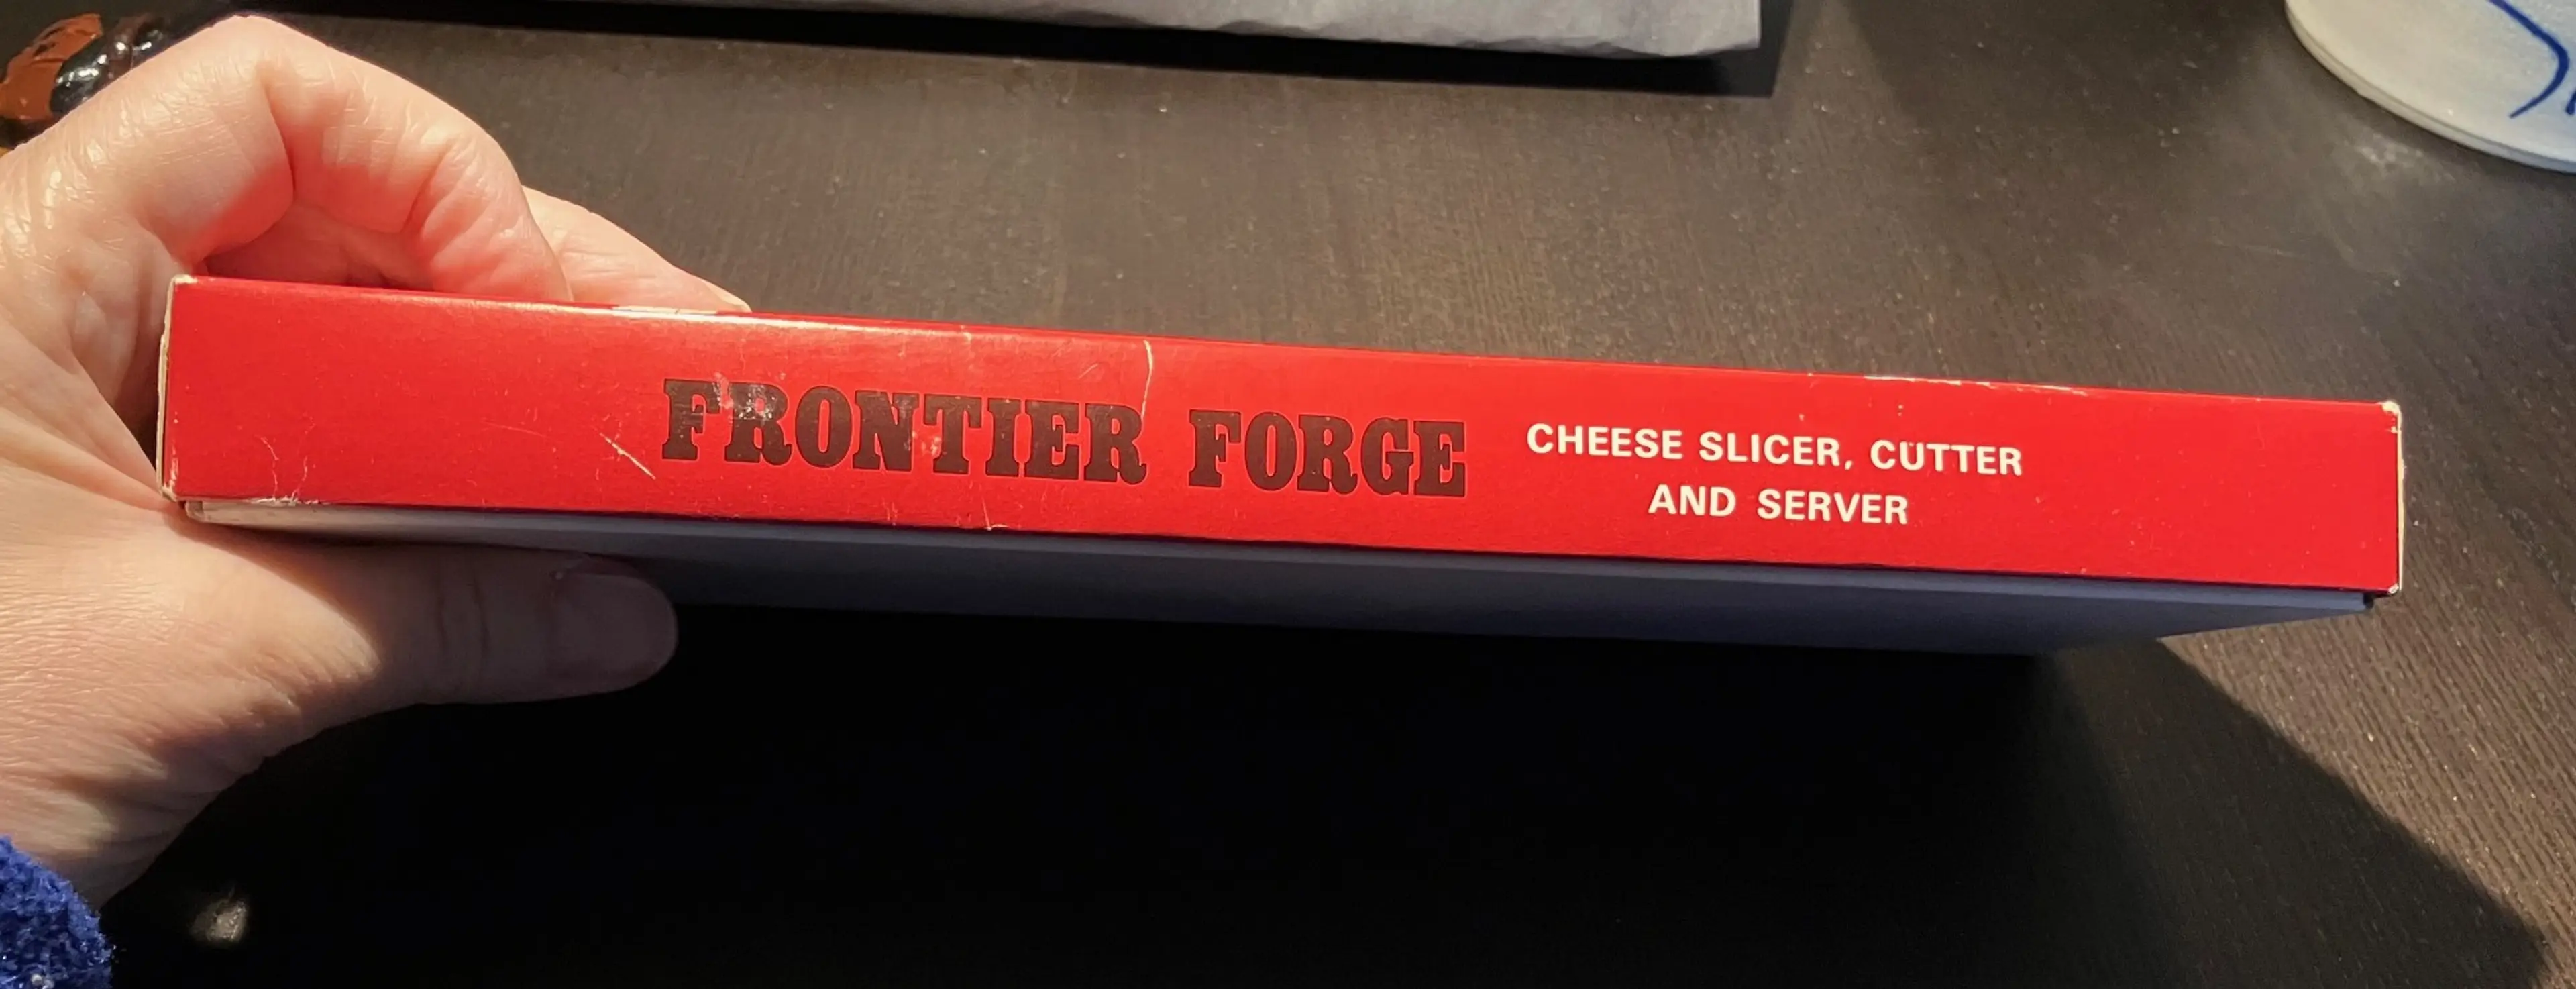 FRONTIER FORGE
CHEESE SLICER, CUTTER
AND SERVER